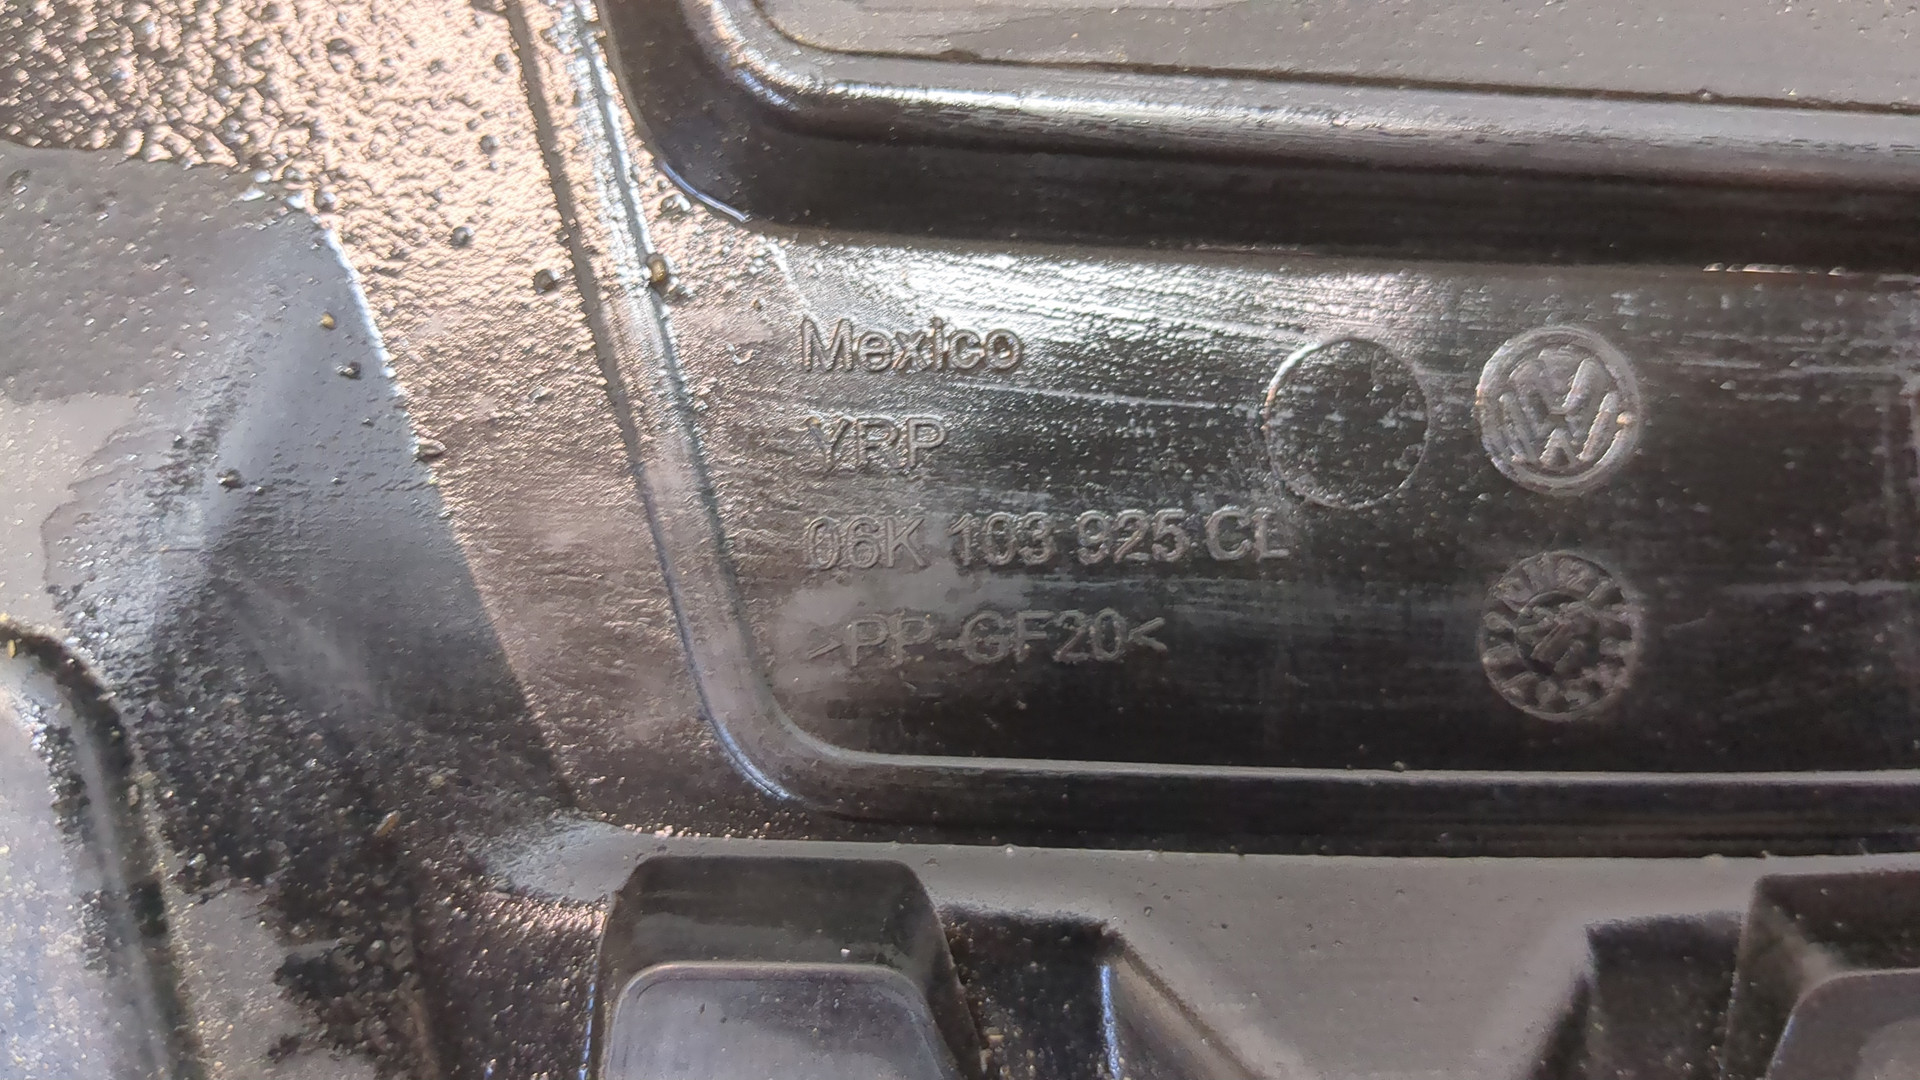 Mexico
YRP
06K 103 925 CL
>PP-GF20<